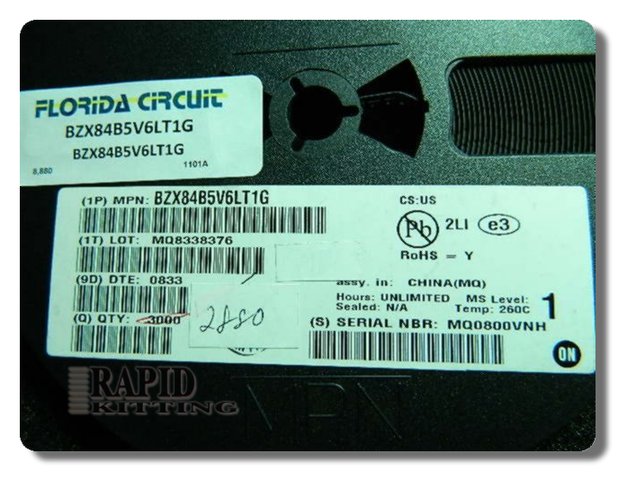 FLORIDA CIRCUIT
BZX84B5V6LT1G
BZX84B5V6LT1G
8,880 1101A
(1P) MPN: BZX84B5V6LT1G
CS:US
(1T) LOT: MQ8338376
Pb 2LI e3
RoHS = Y
(9D) DTE: 0833
assy. in: CHINA(MQ)
Hours: UNLIMITED MS Level: 1
Sealed: N/A Temp: 260C
(Q) QTY: 3000 2880
(S) SERIAL NBR: MQ0800VNH
ON
RAPID
KITTING
MPN